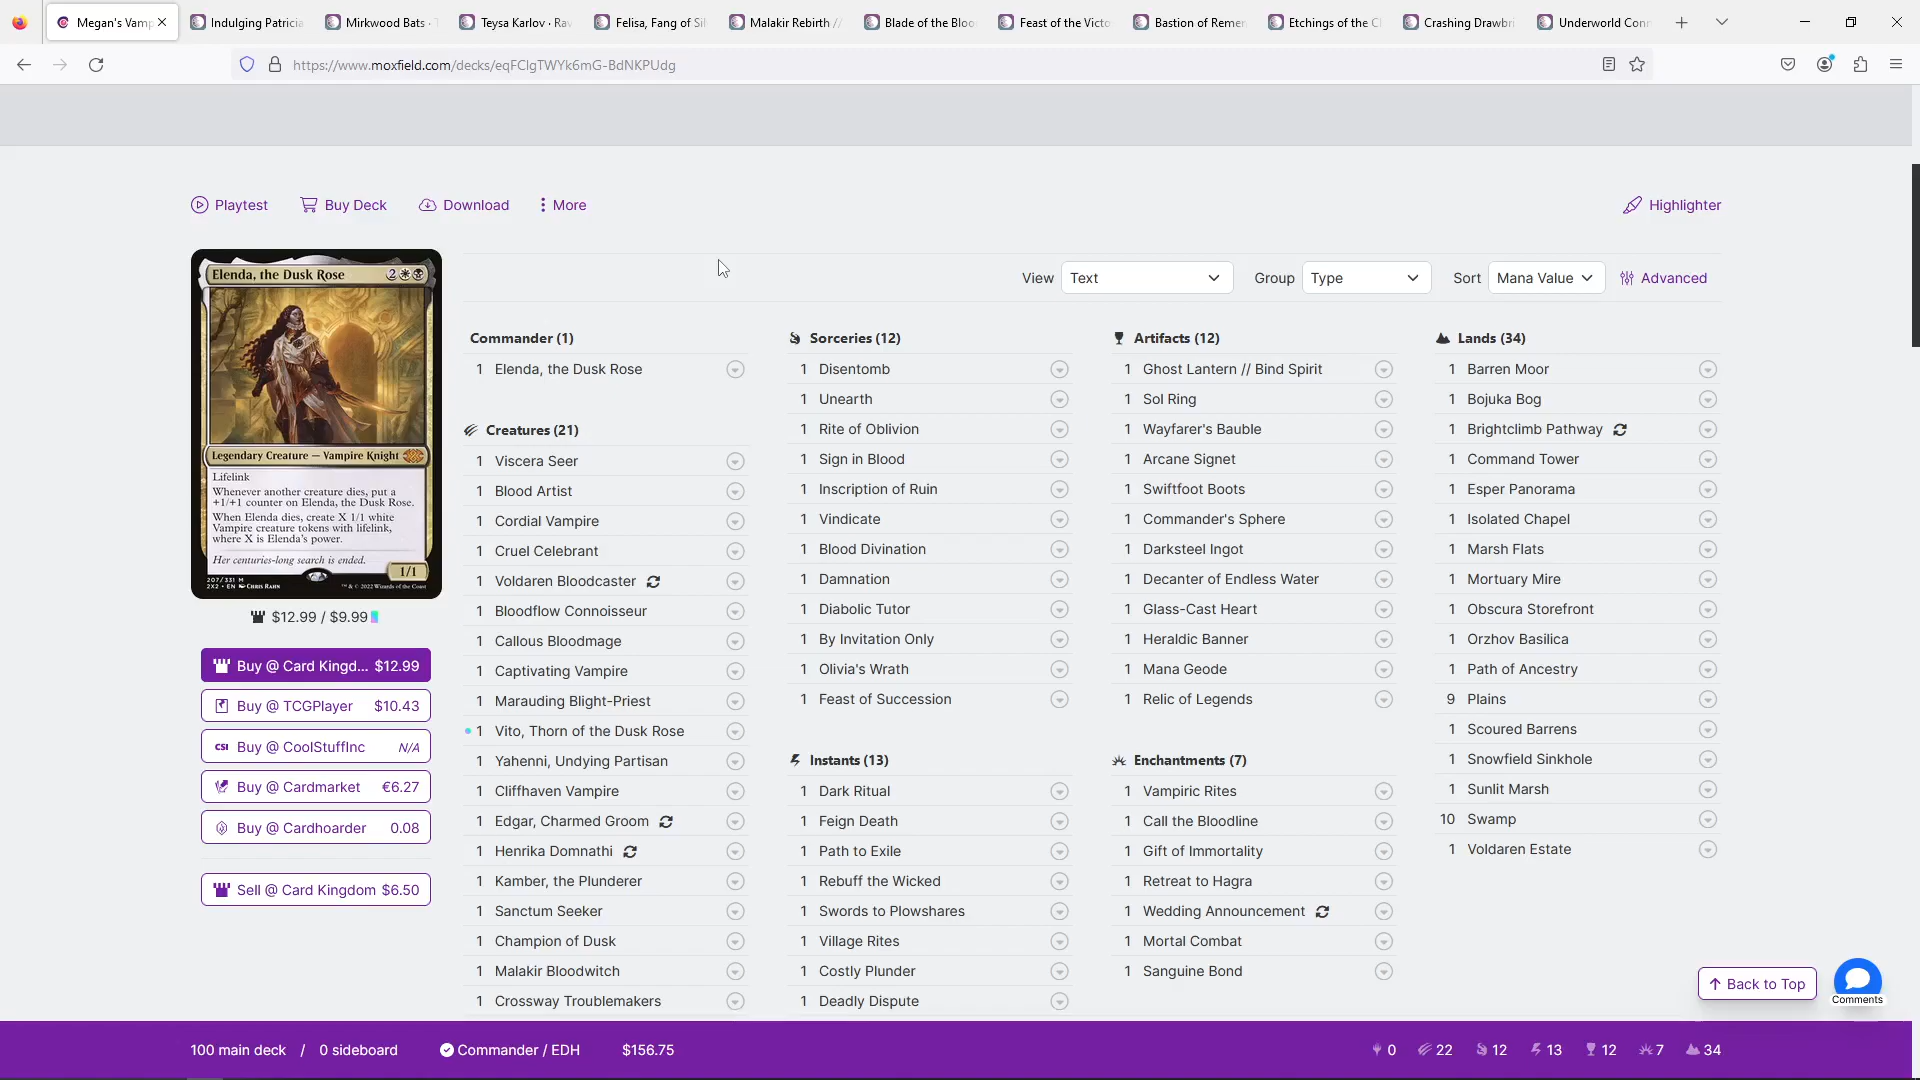 Megan's Vamp
Indulging Patricia
Mirkwood Bats · T
Teysa Karlov · Rav
Felisa, Fang of Sil
Malakir Rebirth //
Blade of the Bloo
Feast of the Victo
Bastion of Remem
Etchings of the C
Crashing Drawbri
Underworld Conn
https://www.moxfield.com/decks/eqFClgTWYk6mG-BdNKPUdg
Playtest
Buy Deck
Download
More
Highlighter
View Text
Group Type
Sort Mana Value
Advanced
Elenda, the Dusk Rose 2
Legendary Creature — Vampire Knight
Lifelink
Whenever another creature dies, put a
+1/+1 counter on Elenda, the Dusk Rose.
When Elenda dies, create X 1/1 white
Vampire creature tokens with lifelink,
where X is Elenda's power.
Her centuries-long search is ended.
1/1
207/331 M
2X2 • EN Chris Rahn
™ & © 2022 Wizards of the Coast
$12.99 / $9.99
Buy @ Card Kingd... $12.99
Buy @ TCGPlayer $10.43
CSI Buy @ CoolStuffInc N/A
Buy @ Cardmarket €6.27
Buy @ Cardhoarder 0.08
Sell @ Card Kingdom $6.50
Commander (1)
1 Elenda, the Dusk Rose
Creatures (21)
1 Viscera Seer
1 Blood Artist
1 Cordial Vampire
1 Cruel Celebrant
1 Voldaren Bloodcaster
1 Bloodflow Connoisseur
1 Callous Bloodmage
1 Captivating Vampire
1 Marauding Blight-Priest
1 Vito, Thorn of the Dusk Rose
1 Yahenni, Undying Partisan
1 Cliffhaven Vampire
1 Edgar, Charmed Groom
1 Henrika Domnathi
1 Kamber, the Plunderer
1 Sanctum Seeker
1 Champion of Dusk
1 Malakir Bloodwitch
1 Crossway Troublemakers
Sorceries (12)
1 Disentomb
1 Unearth
1 Rite of Oblivion
1 Sign in Blood
1 Inscription of Ruin
1 Vindicate
1 Blood Divination
1 Damnation
1 Diabolic Tutor
1 By Invitation Only
1 Olivia's Wrath
1 Feast of Succession
Instants (13)
1 Dark Ritual
1 Feign Death
1 Path to Exile
1 Rebuff the Wicked
1 Swords to Plowshares
1 Village Rites
1 Costly Plunder
1 Deadly Dispute
Artifacts (12)
1 Ghost Lantern // Bind Spirit
1 Sol Ring
1 Wayfarer's Bauble
1 Arcane Signet
1 Swiftfoot Boots
1 Commander's Sphere
1 Darksteel Ingot
1 Decanter of Endless Water
1 Glass-Cast Heart
1 Heraldic Banner
1 Mana Geode
1 Relic of Legends
Enchantments (7)
1 Vampiric Rites
1 Call the Bloodline
1 Gift of Immortality
1 Retreat to Hagra
1 Wedding Announcement
1 Mortal Combat
1 Sanguine Bond
Lands (34)
1 Barren Moor
1 Bojuka Bog
1 Brightclimb Pathway
1 Command Tower
1 Esper Panorama
1 Isolated Chapel
1 Marsh Flats
1 Mortuary Mire
1 Obscura Storefront
1 Orzhov Basilica
1 Path of Ancestry
9 Plains
1 Scoured Barrens
1 Snowfield Sinkhole
1 Sunlit Marsh
10 Swamp
1 Voldaren Estate
Back to Top
Comments
100 main deck / 0 sideboard
Commander / EDH
$156.75
0 22 12 13 12 7 34